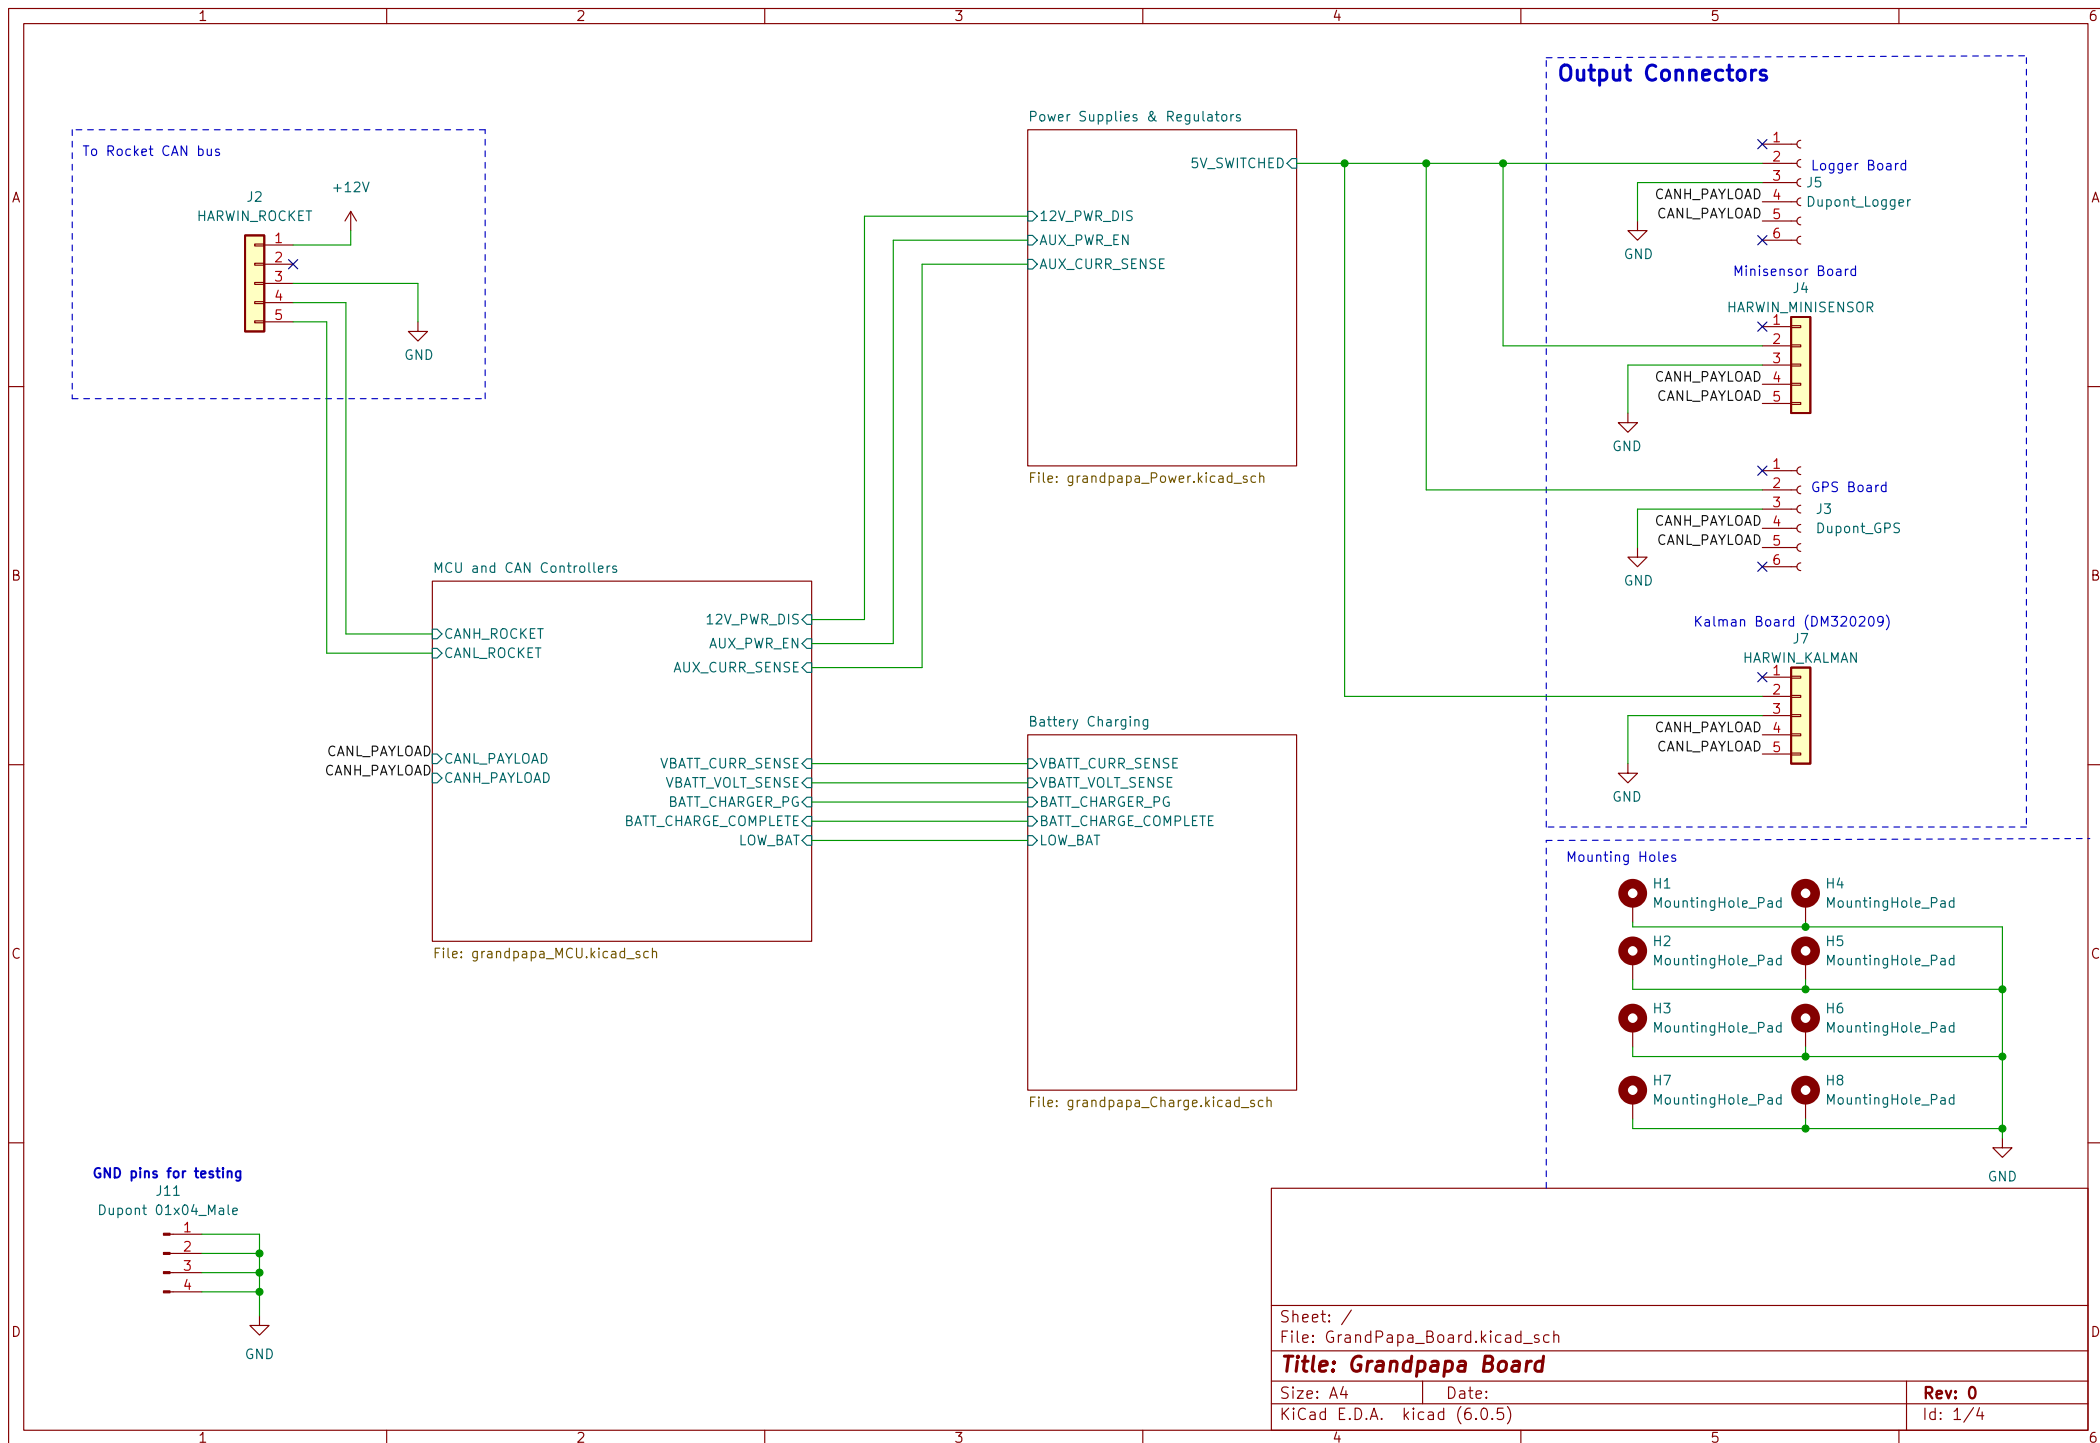 1 2 3 4 5 6
A
B
C
D
To Rocket CAN bus
J2
HARWIN_ROCKET
+12V
1
2
3
4
5
GND
MCU and CAN Controllers
CANH_ROCKET
CANL_ROCKET
CANL_PAYLOAD
CANH_PAYLOAD
CANL_PAYLOAD
CANH_PAYLOAD
12V_PWR_DIS
AUX_PWR_EN
AUX_CURR_SENSE
VBATT_CURR_SENSE
VBATT_VOLT_SENSE
BATT_CHARGER_PG
BATT_CHARGE_COMPLETE
LOW_BAT
File: grandpapa_MCU.kicad_sch
Power Supplies & Regulators
5V_SWITCHED
12V_PWR_DIS
AUX_PWR_EN
AUX_CURR_SENSE
File: grandpapa_Power.kicad_sch
Battery Charging
VBATT_CURR_SENSE
VBATT_VOLT_SENSE
BATT_CHARGER_PG
BATT_CHARGE_COMPLETE
LOW_BAT
File: grandpapa_Charge.kicad_sch
Output Connectors
1
2
3
4
5
6
Logger Board
J5
Dupont_Logger
CANH_PAYLOAD
CANL_PAYLOAD
GND
Minisensor Board
J4
HARWIN_MINISENSOR
1
2
3
4
5
CANH_PAYLOAD
CANL_PAYLOAD
GND
1
2
3
4
5
6
GPS Board
J3
Dupont_GPS
CANH_PAYLOAD
CANL_PAYLOAD
GND
Kalman Board (DM320209)
J7
HARWIN_KALMAN
1
2
3
4
5
CANH_PAYLOAD
CANL_PAYLOAD
GND
Mounting Holes
H1
MountingHole_Pad
H4
MountingHole_Pad
H2
MountingHole_Pad
H5
MountingHole_Pad
H3
MountingHole_Pad
H6
MountingHole_Pad
H7
MountingHole_Pad
H8
MountingHole_Pad
GND
GND pins for testing
J11
Dupont 01x04_Male
1
2
3
4
GND
Sheet: /
File: GrandPapa_Board.kicad_sch
Title: Grandpapa Board
Size: A4 Date: Rev: 0
KiCad E.D.A. kicad (6.0.5) Id: 1/4
A
B
C
D
1 2 3 4 5 6